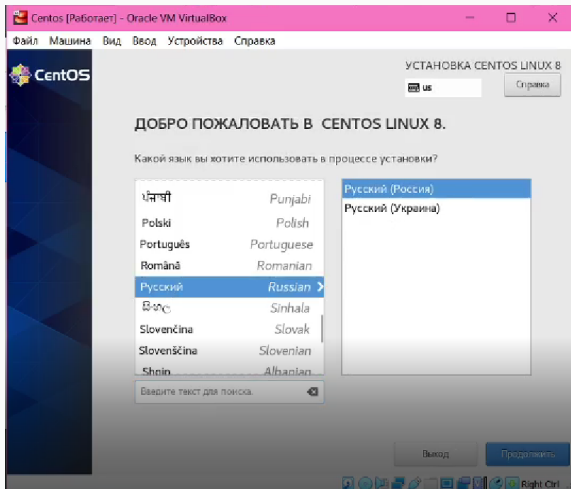 Centos [Работает] - Oracle VM VirtualBox
Файл Машина Вид Ввод Устройства Справка
CentOS
УСТАНОВКА CENTOS LINUX 8
us
Справка
ДОБРО ПОЖАЛОВАТЬ В CENTOS LINUX 8.
Какой язык вы хотите использовать в процессе установки?
ਪੰਜਾਬੀ Punjabi
Polski Polish
Português Portuguese
Română Romanian
Русский Russian
සිංහල Sinhala
Slovenčina Slovak
Slovenščina Slovenian
Shqip Albanian
Русский (Россия)
Русский (Украина)
Введите текст для поиска.
Выход
Продолжить
Right Ctrl